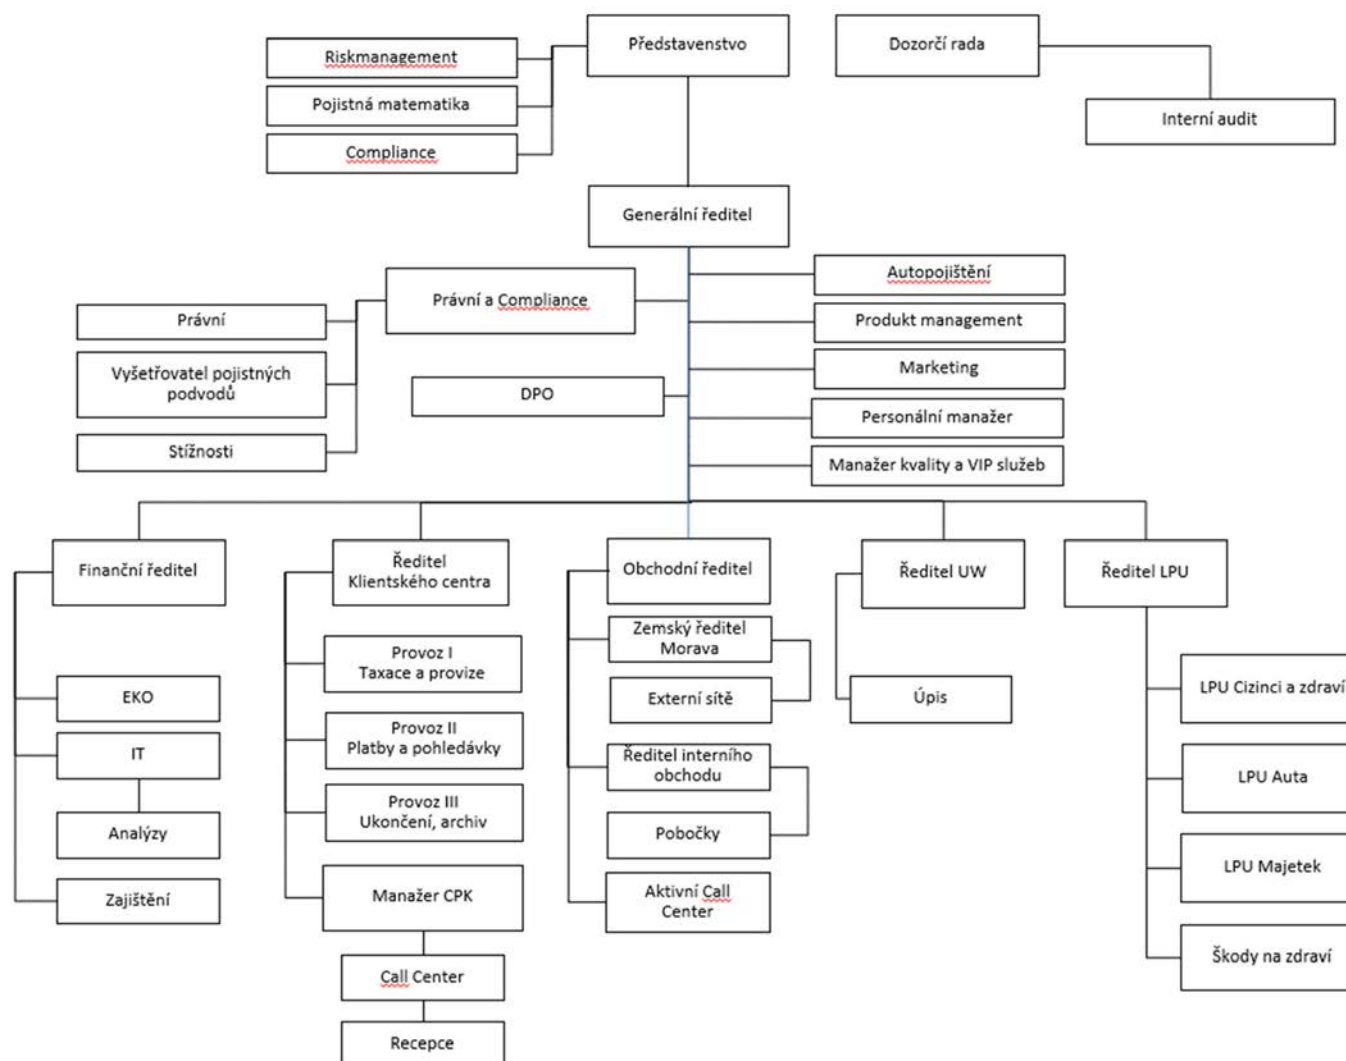 Představenstvo
Dozorčí rada
Riskmanagement
Pojistná matematika
Compliance
Interní audit
Generální ředitel
Právní a Compliance
Právní
Vyšetřovatel pojistných
podvodů
Stížnosti
DPO
Autopojištění
Produkt management
Marketing
Personální manažer
Manažer kvality a VIP služeb
Finanční ředitel
EKO
IT
Analýzy
Zajištění
Ředitel
Klientského centra
Provoz I
Taxace a provize
Provoz II
Platby a pohledávky
Provoz III
Ukončení, archiv
Manažer CPK
Call Center
Recepce
Obchodní ředitel
Zemský ředitel
Morava
Externí sítě
Ředitel interního
obchodu
Pobočky
Aktivní Call
Center
Ředitel UW
Úpis
Ředitel LPU
LPU Cizinci a zdraví
LPU Auta
LPU Majetek
Škody na zdraví